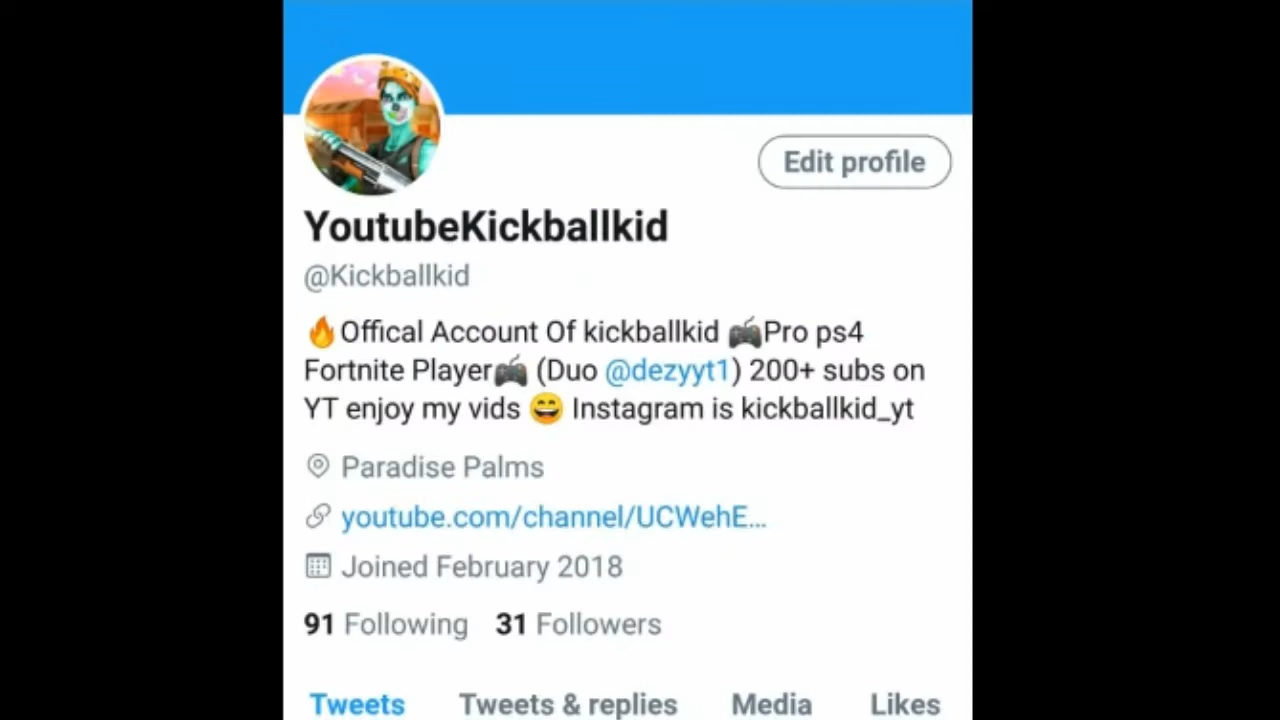 Edit profile
YoutubeKickballkid
@Kickballkid
🔥Offical Account Of kickballkid 🎮Pro ps4
Fortnite Player🎮 (Duo @dezyyt1) 200+ subs on
YT enjoy my vids 😄 Instagram is kickballkid_yt
Paradise Palms
youtube.com/channel/UCWehE...
Joined February 2018
91 Following 31 Followers
Tweets Tweets & replies Media Likes